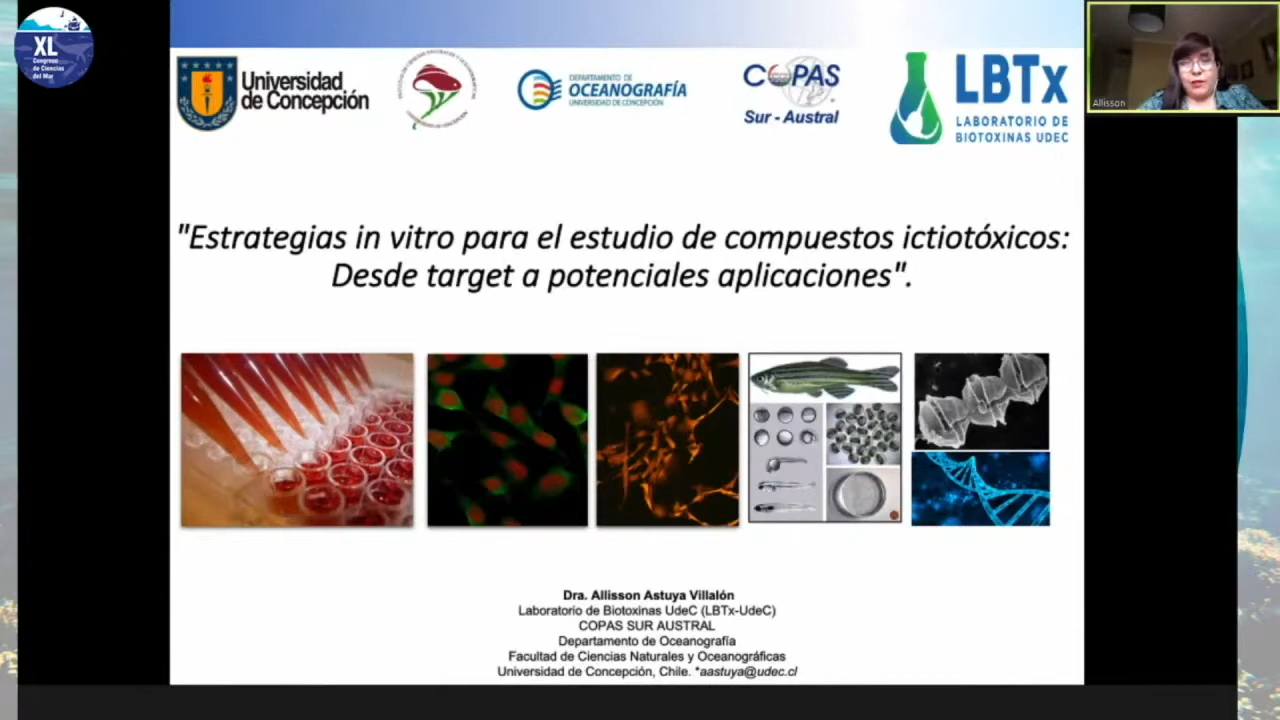 XL
Congreso
de Ciencias
del Mar
Universidad
de Concepción
DEPARTAMENTO DE
OCEANOGRAFÍA
UNIVERSIDAD DE CONCEPCIÓN
COPAS
Sur - Austral
LBTx
LABORATORIO DE
BIOTOXINAS UDEC
Allisson
"Estrategias in vitro para el estudio de compuestos ictiotóxicos:
Desde target a potenciales aplicaciones".
Dra. Allisson Astuya Villalón
Laboratorio de Biotoxinas UdeC (LBTx-UdeC)
COPAS SUR AUSTRAL
Departamento de Oceanografía
Facultad de Ciencias Naturales y Oceanográficas
Universidad de Concepción, Chile. *aastuya@udec.cl